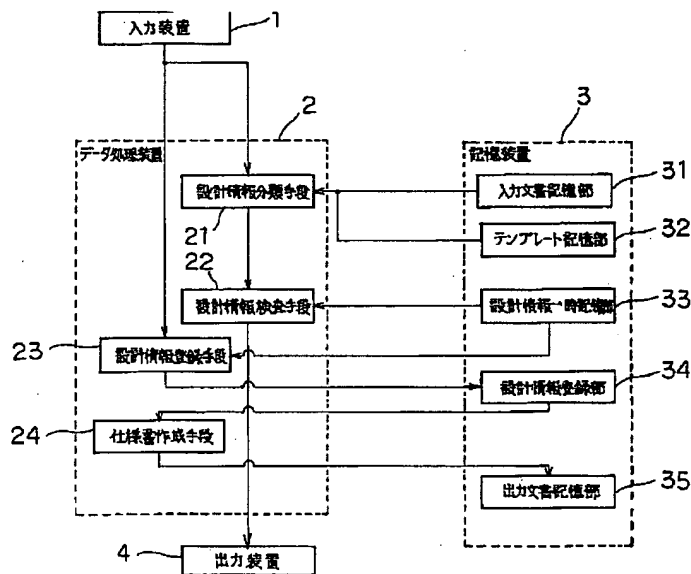 入力装置
1
2
3
データ処理装置
記憶装置
設計情報分類手段
21
入力文書記憶部
31
テンプレート記憶部
32
22
設計情報検査手段
設計情報一時記憶部
33
23
設計情報登録手段
設計情報登録部
34
24
仕様書作成手段
出力文書記憶部
35
4
出力装置